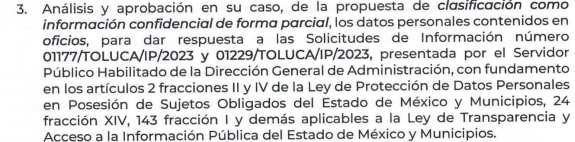 3. Análisis y aprobación en su caso, de la propuesta de clasificación como
información confidencial de forma parcial, los datos personales contenidos en
oficios, para dar respuesta a las Solicitudes de Información número
01177/TOLUCA/IP/2023 y 01229/TOLUCA/IP/2023, presentada por el Servidor
Público Habilitado de la Dirección General de Administración, con fundamento
en los artículos 2 fracciones II y IV de la Ley de Protección de Datos Personales
en Posesión de Sujetos Obligados del Estado de México y Municipios, 24
fracción XIV, 143 fracción I y demás aplicables a la Ley de Transparencia y
Acceso a la Información Pública del Estado de México y Municipios.